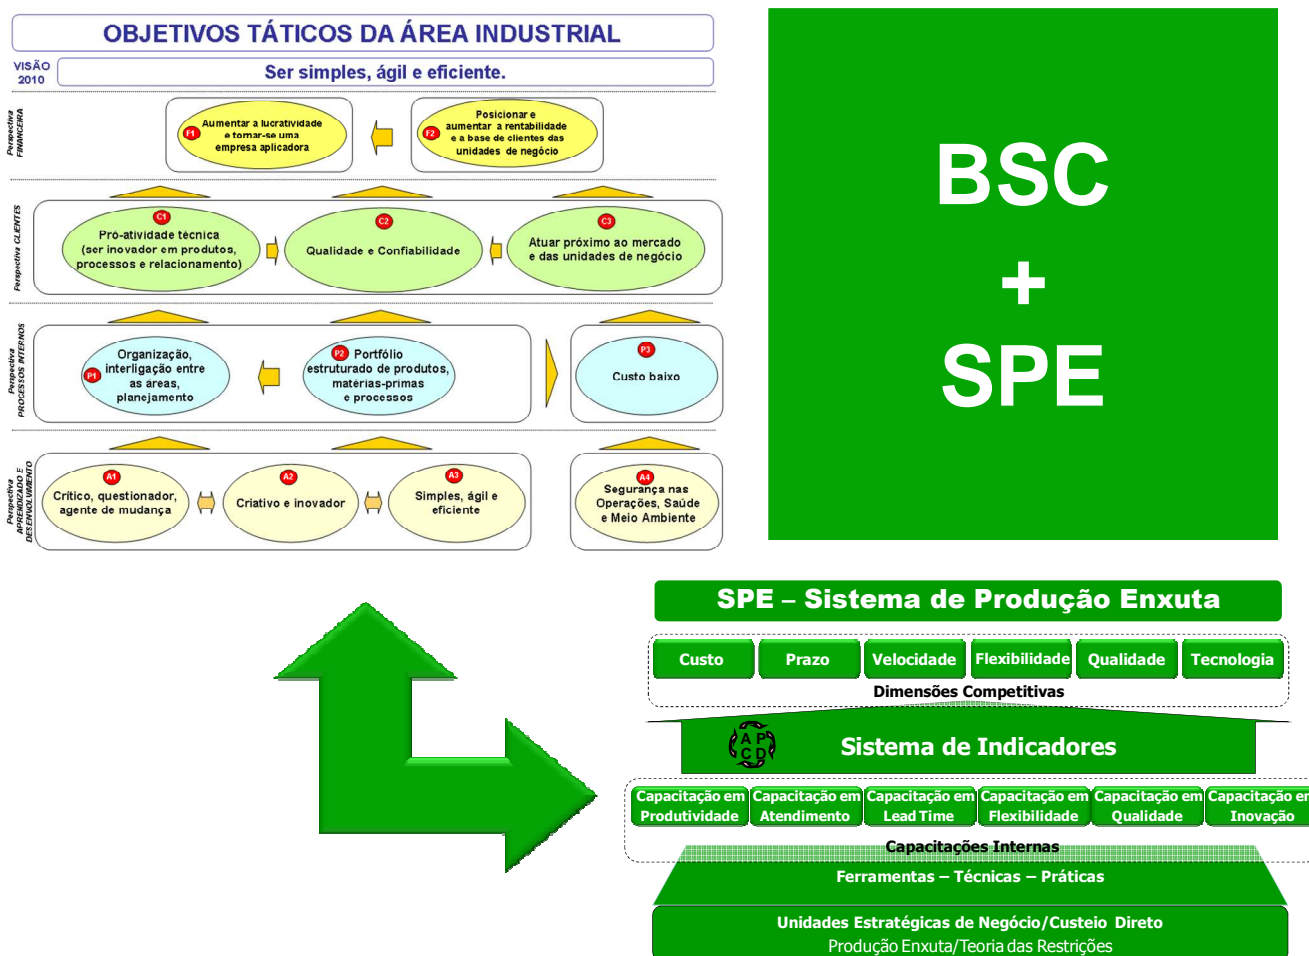 OBJETIVOS TÁTICOS DA ÁREA INDUSTRIAL
VISÃO
2010
Ser simples, ágil e eficiente.
Perspectiva
FINANCEIRA
F1
Aumentar a lucratividade
e tornar-se uma
empresa aplicadora
F2
Posicionar e
aumentar a rentabilidade
e a base de clientes das
unidades de negócio
Perspectiva CLIENTES
C1
Pró-atividade técnica
(ser inovador em produtos,
processos e relacionamento)
C2
Qualidade e Confiabilidade
C3
Atuar próximo ao mercado
e das unidades de negócio
Perspectiva
PROCESSOS INTERNOS
P1
Organização,
interligação entre
as áreas,
planejamento
P2
Portfólio
estruturado de produtos,
matérias-primas
e processos
P3
Custo baixo
Perspectiva
APRENDIZADO E
DESENVOLVIMENTO
A1
Crítico, questionador,
agente de mudança
A2
Criativo e inovador
A3
Simples, ágil e
eficiente
A4
Segurança nas
Operações, Saúde
e Meio Ambiente
BSC
+
SPE
SPE – Sistema de Produção Enxuta
Custo
Prazo
Velocidade
Flexibilidade
Qualidade
Tecnologia
Dimensões Competitivas
A P
C D
Sistema de Indicadores
Capacitação em
Produtividade
Capacitação em
Atendimento
Capacitação em
Lead Time
Capacitação em
Flexibilidade
Capacitação em
Qualidade
Capacitação em
Inovação
Capacitações Internas
Ferramentas – Técnicas – Práticas
Unidades Estratégicas de Negócio/Custeio Direto
Produção Enxuta/Teoria das Restrições